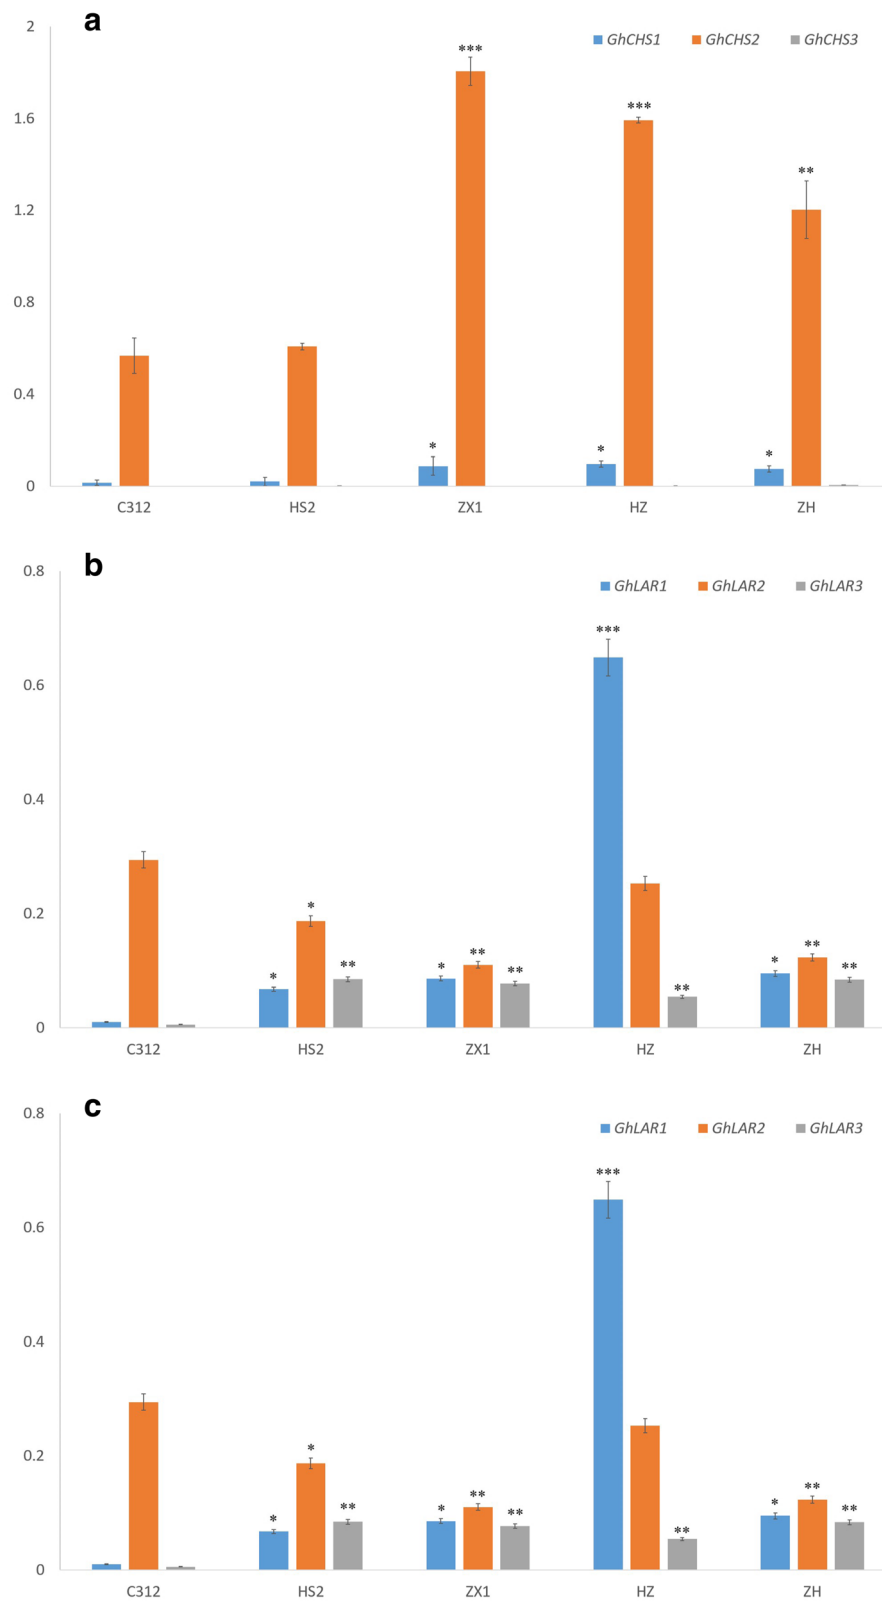 a
GhCHS1 GhCHS2 GhCHS3
2
***
1.6
***
**
1.2
0.8
0.4
*
*
*
0
C312 HS2 ZX1 HZ ZH
b
0.8
GhLAR1 GhLAR2 GhLAR3
***
0.6
0.4
0.2
*
* **
* ** **
**
* ** **
0
C312 HS2 ZX1 HZ ZH
c
0.8
GhLAR1 GhLAR2 GhLAR3
***
0.6
0.4
0.2
*
* **
* ** **
**
* ** **
0
C312 HS2 ZX1 HZ ZH